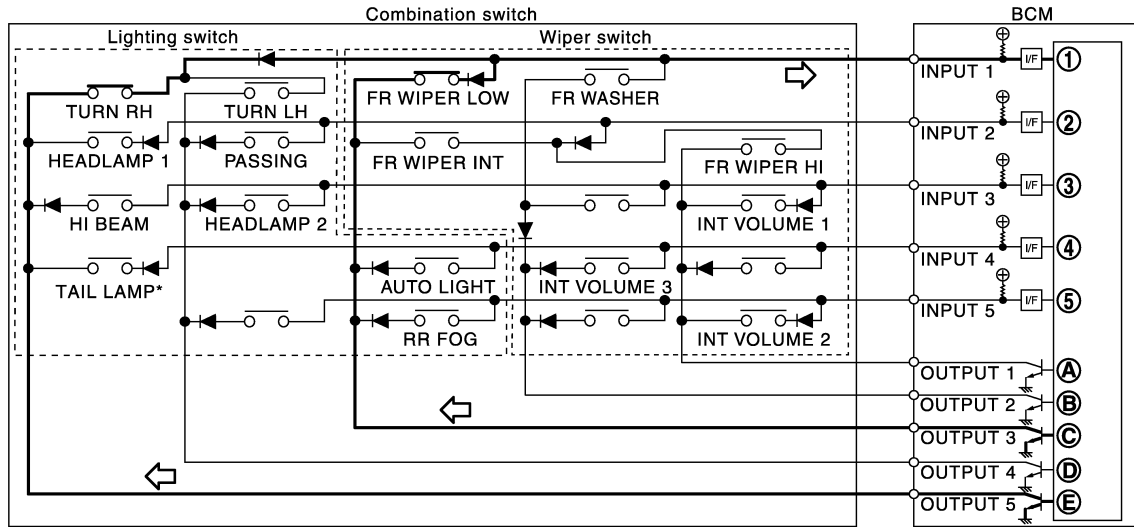 Combination switch
BCM
Lighting switch
Wiper switch
INPUT 1
I/F
1
TURN RH
TURN LH
FR WIPER LOW
FR WASHER
INPUT 2
I/F
2
HEADLAMP 1
PASSING
FR WIPER INT
FR WIPER HI
INPUT 3
I/F
3
HI BEAM
HEADLAMP 2
INT VOLUME 1
INPUT 4
I/F
4
TAIL LAMP*
AUTO LIGHT
INT VOLUME 3
INPUT 5
I/F
5
RR FOG
INT VOLUME 2
OUTPUT 1
A
OUTPUT 2
B
OUTPUT 3
C
OUTPUT 4
D
OUTPUT 5
E